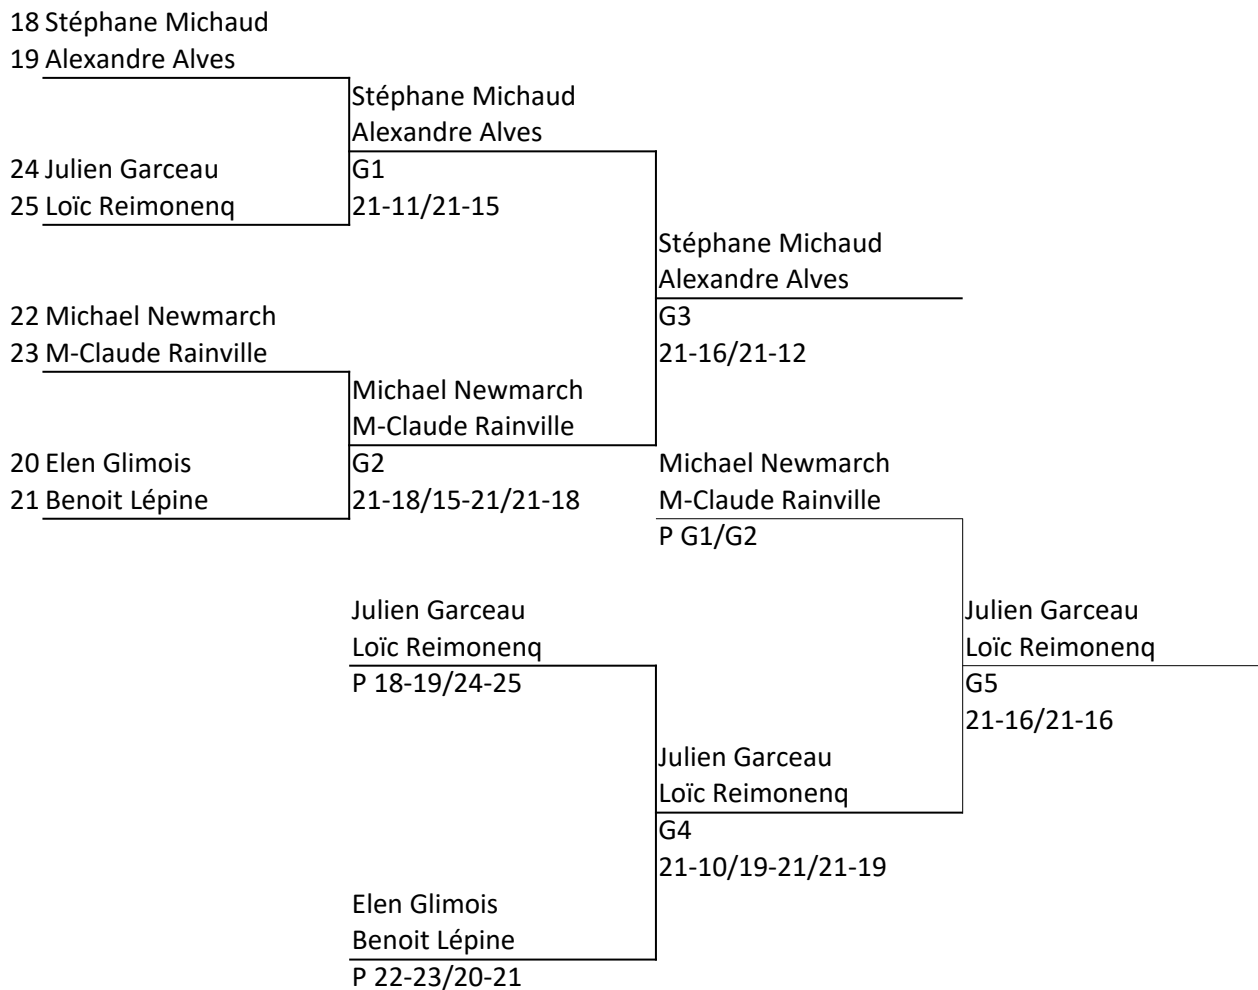 18 Stéphane Michaud
19 Alexandre Alves
Stéphane Michaud
Alexandre Alves
24 Julien Garceau
G1
25 Loïc Reimonenq
21-11/21-15
Stéphane Michaud
Alexandre Alves
22 Michael Newmarch
G3
23 M-Claude Rainville
21-16/21-12
Michael Newmarch
M-Claude Rainville
20 Elen Glimois
G2
Michael Newmarch
21 Benoit Lépine
21-18/15-21/21-18
M-Claude Rainville
P G1/G2
Julien Garceau
Julien Garceau
Loïc Reimonenq
Loïc Reimonenq
P 18-19/24-25
G5
21-16/21-16
Julien Garceau
Loïc Reimonenq
G4
21-10/19-21/21-19
Elen Glimois
Benoit Lépine
P 22-23/20-21